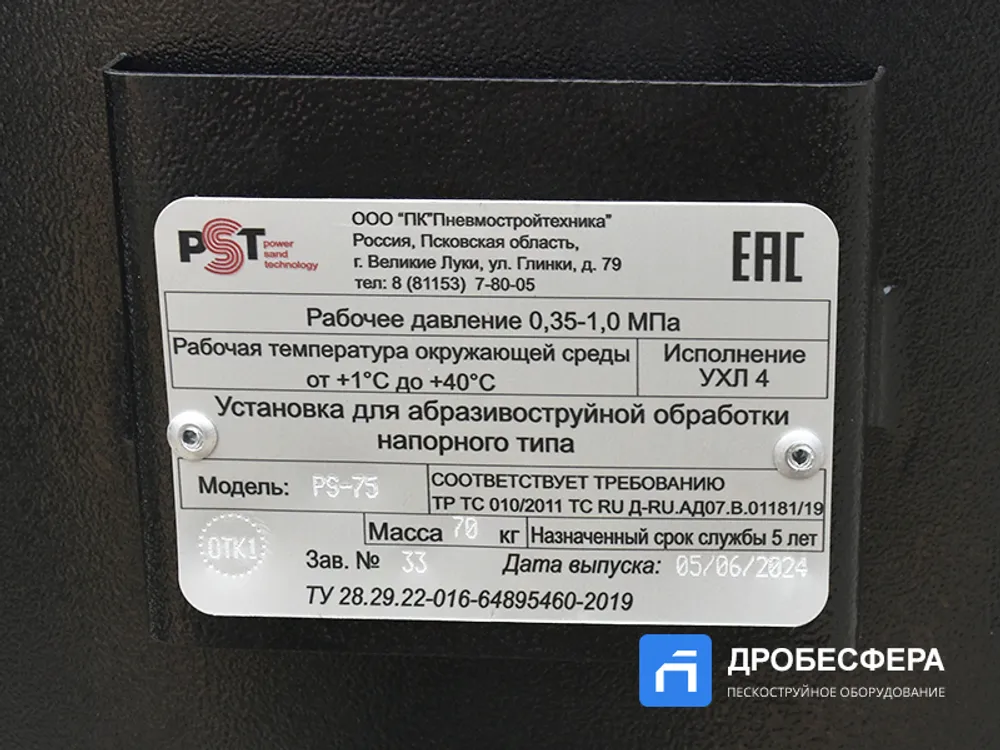 PST
power
sand
technology
ООО "ПК"Пневмостройтехника"
Россия, Псковская область,
г. Великие Луки, ул. Глинки, д. 79
тел: 8 (81153) 7-80-05
ЕАС
Рабочее давление 0,35-1,0 МПа
Рабочая температура окружающей среды
от +1°С до +40°С
Исполнение
УХЛ 4
Установка для абразивоструйной обработки
напорного типа
Модель: PS-75
СООТВЕТСТВУЕТ ТРЕБОВАНИЮ
ТР ТС 010/2011 ТС RU Д-RU.АД07.В.01181/19
Масса 70 кг
Назначенный срок службы 5 лет
ОТК1
Зав. № 33
Дата выпуска: 05/06/2024
ТУ 28.29.22-016-64895460-2019
ДРОБЕСФЕРА
ПЕСКОСТРУЙНОЕ ОБОРУДОВАНИЕ